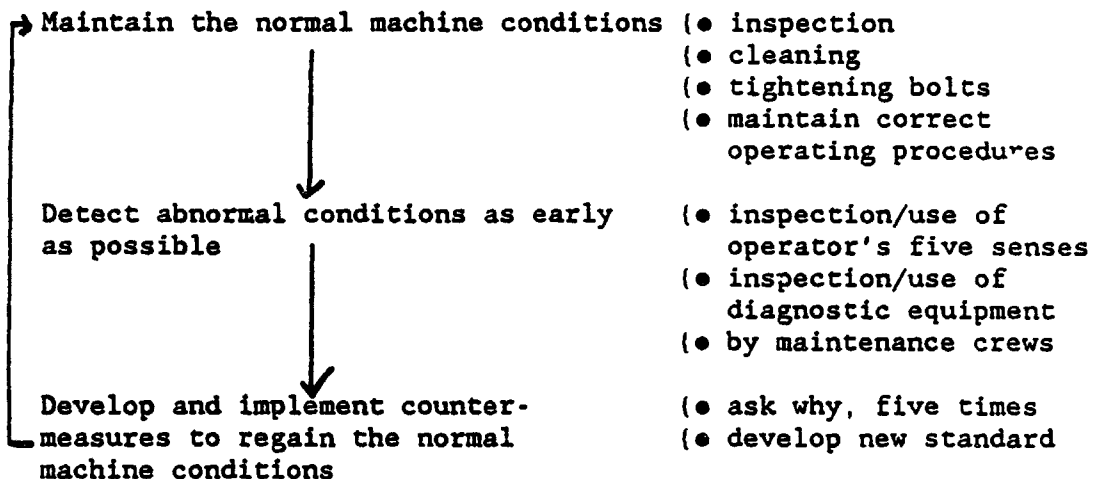 Maintain the normal machine conditions
(● inspection
(● cleaning
(● tightening bolts
(● maintain correct
operating procedures
Detect abnormal conditions as early
as possible
(● inspection/use of
operator's five senses
(● inspection/use of
diagnostic equipment
(● by maintenance crews
Develop and implement counter-
measures to regain the normal
machine conditions
(● ask why, five times
(● develop new standard